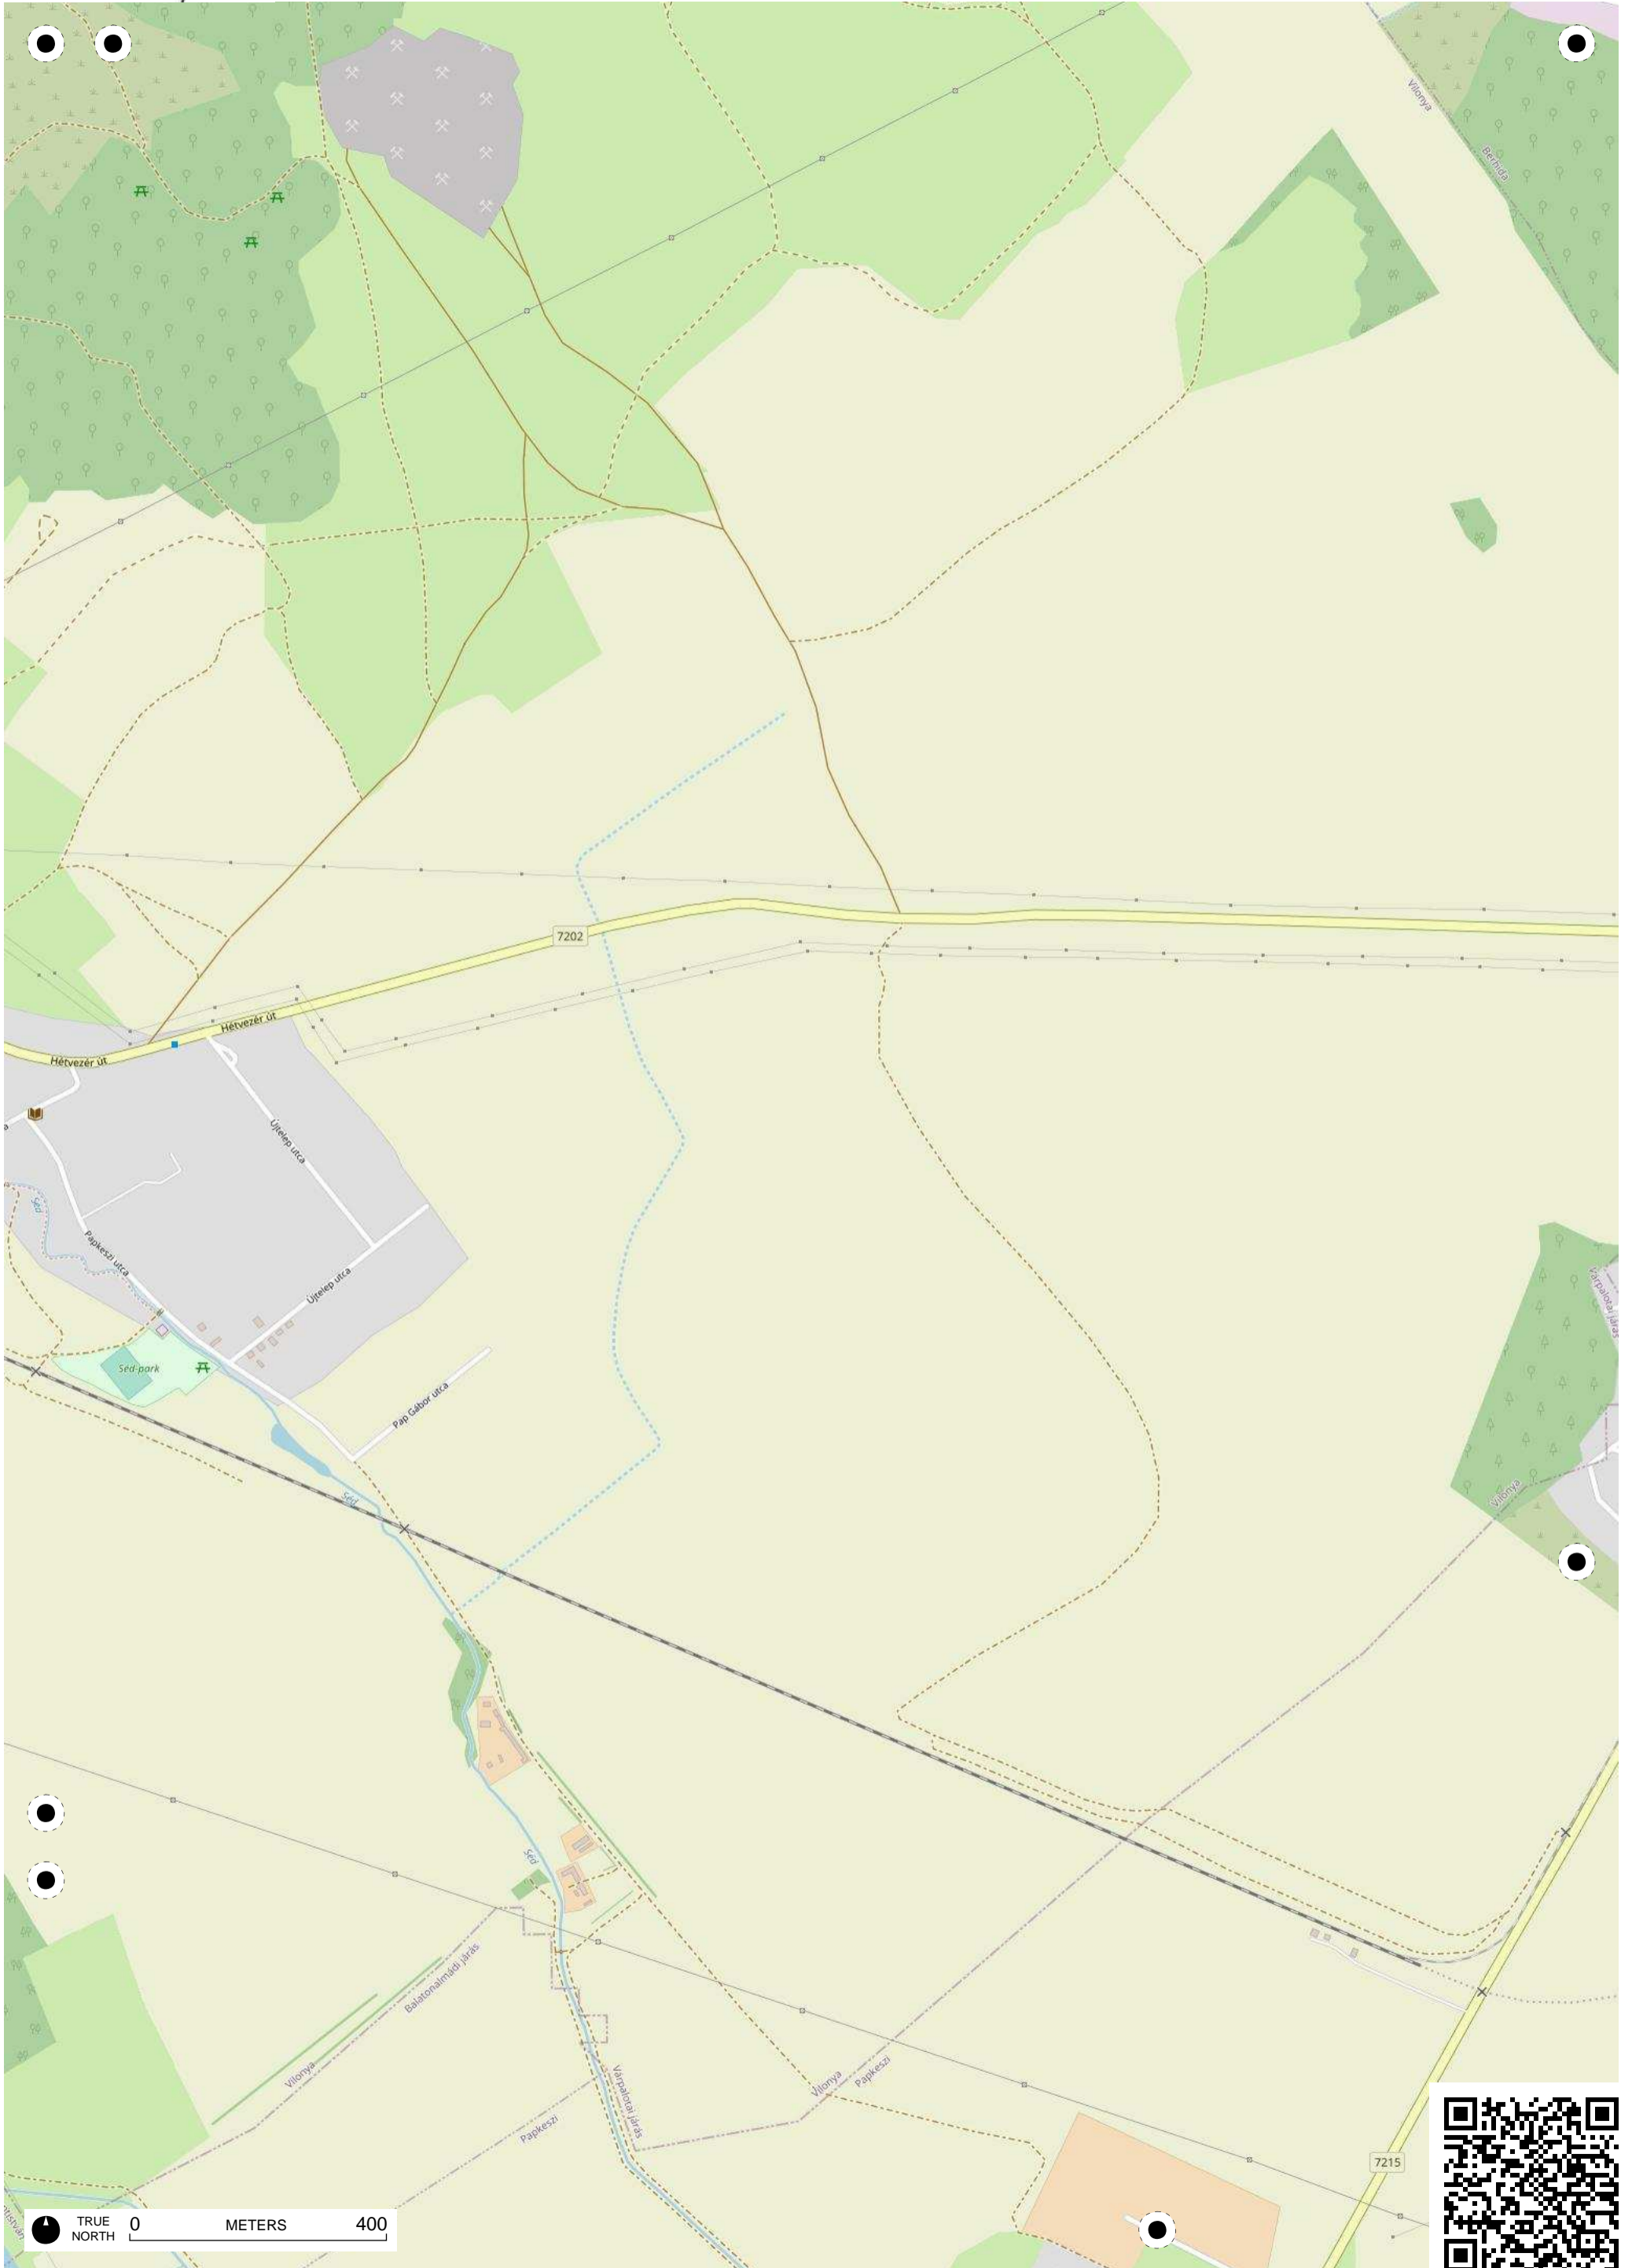 Vilonya
Berhida
7202
Hétvezér út
Hétvezér út
Újtelep utca
Séd
Papkeszi utca
Újtelep utca
Várpalotai járás
Séd-park
Pap Gábor utca
Séd
Vilonya
Séd
Balatonalmádi járás
Vilonya
Várpalotai járás
Vilonya
Papkeszi
Papkeszi
7215
TRUE NORTH
0 METERS 400